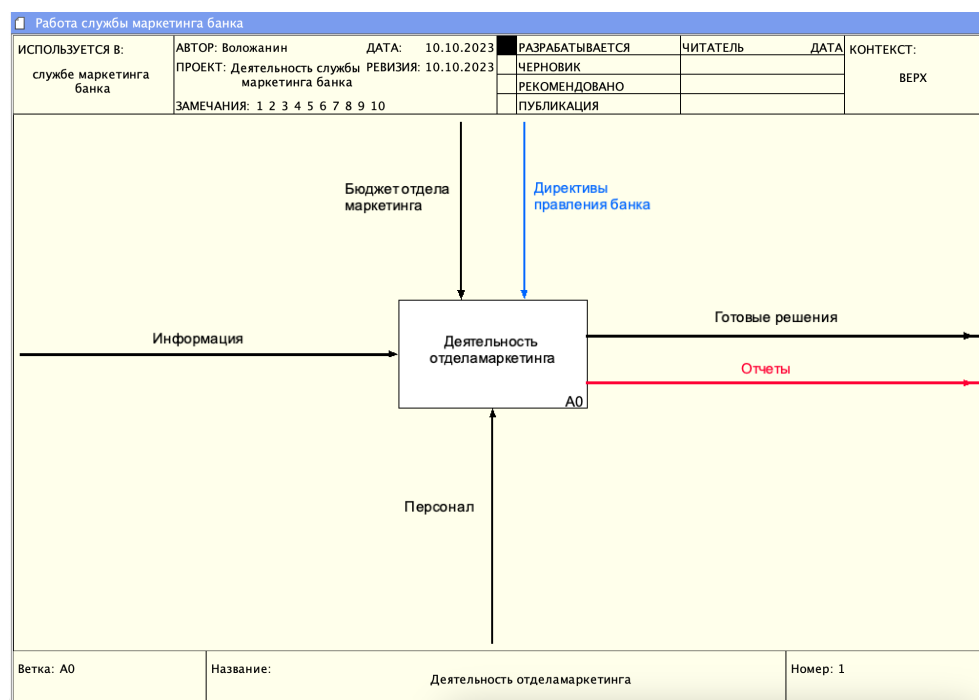 Работа службы маркетинга банка
ИСПОЛЬЗУЕТСЯ В:
службе маркетинга
банка
АВТОР: Воложанин
ДАТА: 10.10.2023
ПРОЕКТ: Деятельность службы
маркетинга банка
РЕВИЗИЯ: 10.10.2023
ЗАМЕЧАНИЯ: 1 2 3 4 5 6 7 8 9 10
РАЗРАБАТЫВАЕТСЯ
ЧЕРНОВИК
РЕКОМЕНДОВАНО
ПУБЛИКАЦИЯ
ЧИТАТЕЛЬ
ДАТА
КОНТЕКСТ:
ВЕРХ
Бюджет отдела
маркетинга
Директивы
правления банка
Информация
Деятельность
отделамаркетинга
A0
Готовые решения
Отчеты
Персонал
Ветка: A0
Название:
Деятельность отделамаркетинга
Номер: 1